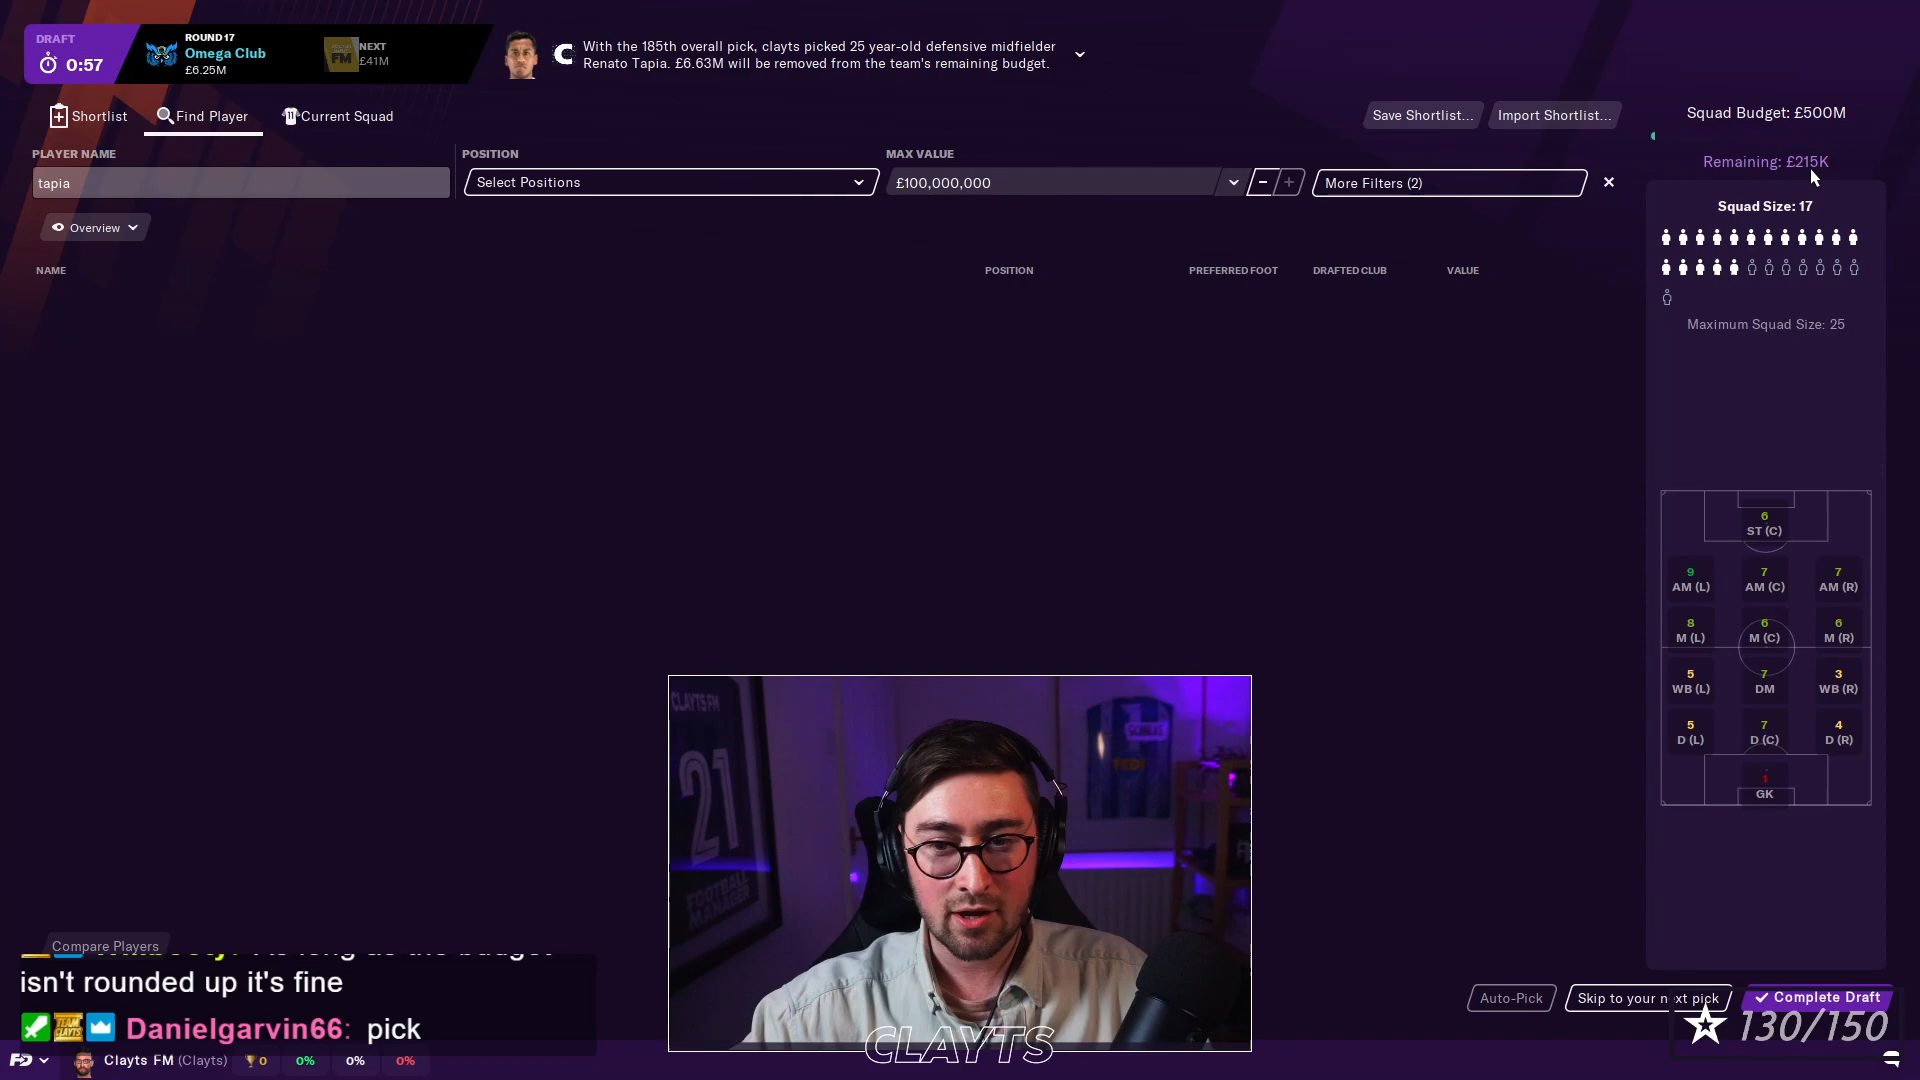 DRAFT
0:57
ROUND 17
Omega Club
£6.25M
NEXT
£41M
With the 185th overall pick, clayts picked 25 year-old defensive midfielder
Renato Tapia. £6.63M will be removed from the team's remaining budget.
Shortlist
Find Player
Current Squad
Save Shortlist...
Import Shortlist...
Squad Budget: £500M
Remaining: £215K
PLAYER NAME
POSITION
MAX VALUE
tapia
Select Positions
£100,000,000
More Filters (2)
Overview
Squad Size: 17
Maximum Squad Size: 25
NAME
POSITION
PREFERRED FOOT
DRAFTED CLUB
VALUE
6
ST (C)
9
AM (L)
7
AM (C)
7
AM (R)
8
M (L)
6
M (C)
6
M (R)
5
WB (L)
7
DM
3
WB (R)
5
D (L)
7
D (C)
4
D (R)
1
GK
CLAYTS FM
21
FOOTBALL
MANAGER
CLAYTS
Compare Players
isn't rounded up it's fine
Danielgarvin66: pick
Auto-Pick
Skip to your next pick
Complete Draft
130/150
Clayts FM (Clayts)
0
0%
0%
0%